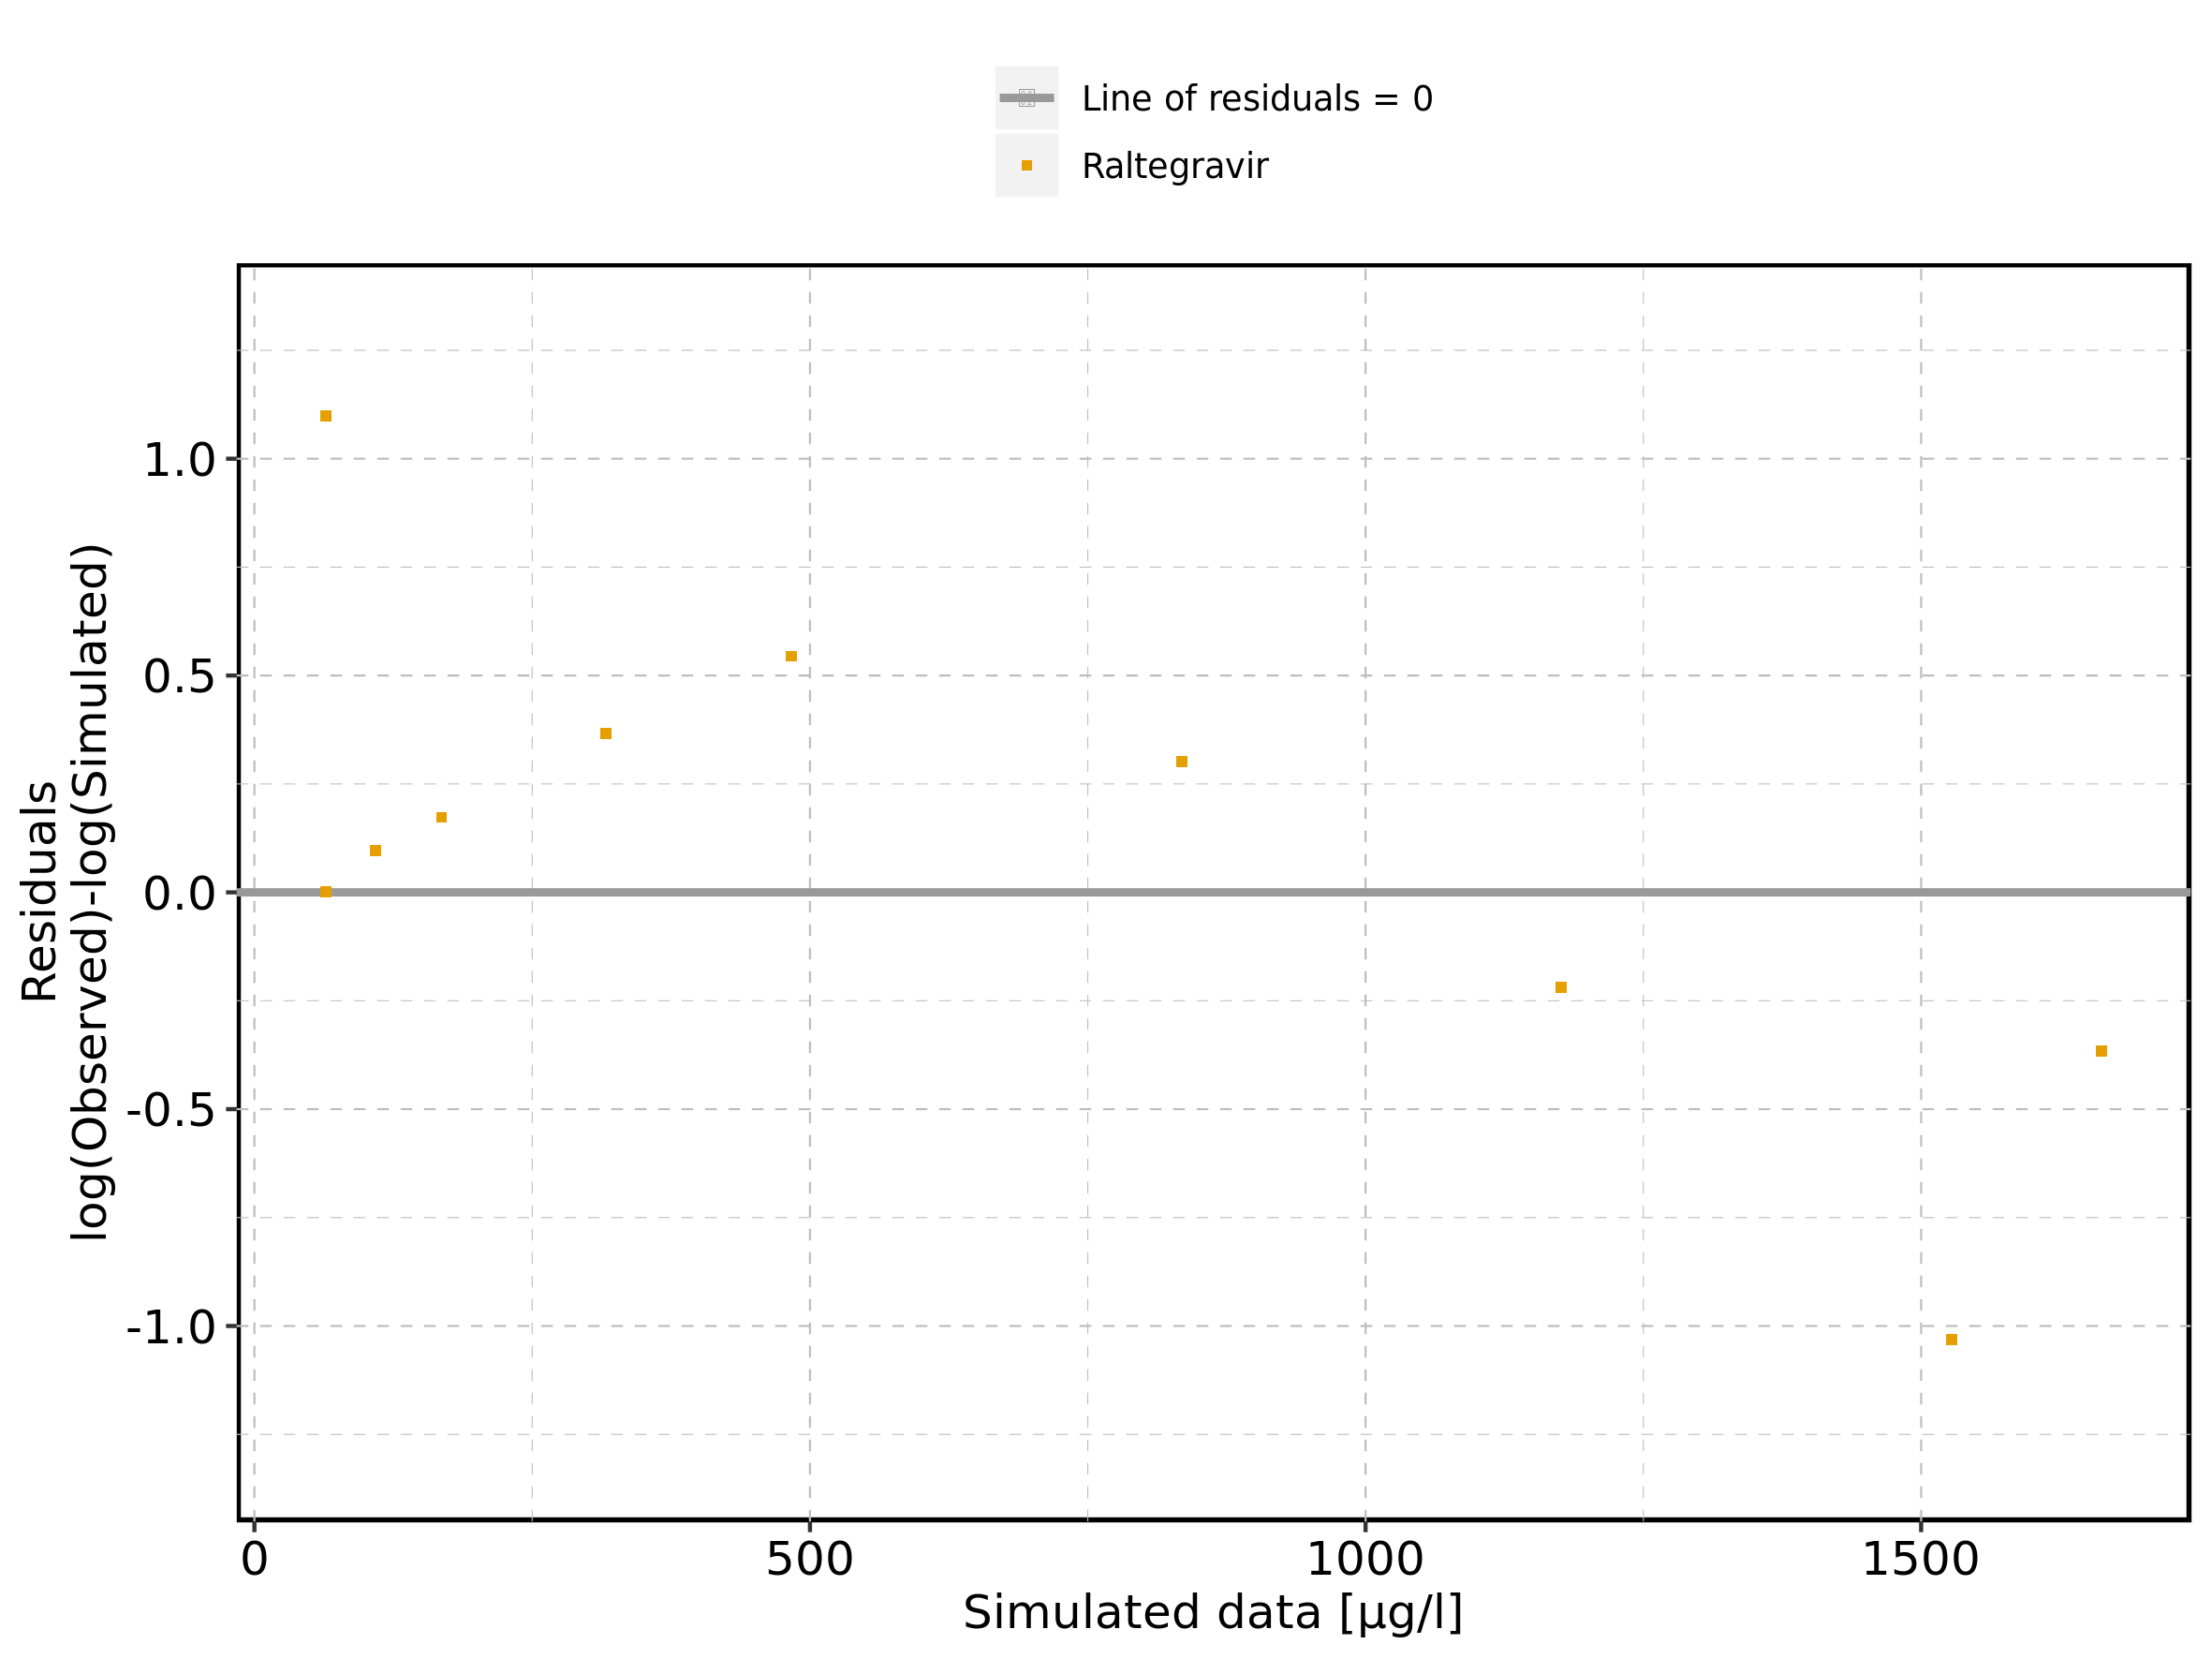 Line of residuals = 0
Raltegravir
Residuals
log(Observed)-log(Simulated)
1.0
0.5
0.0
-0.5
-1.0
0 500 1000 1500
Simulated data [µg/l]